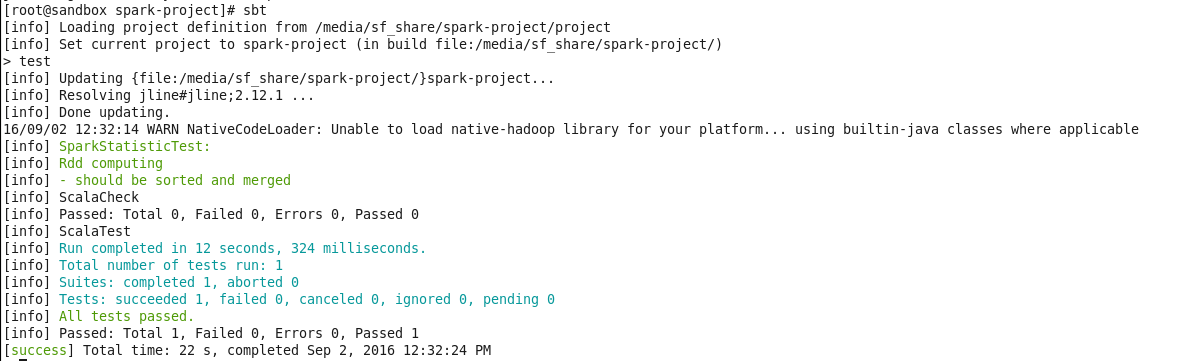 [root@sandbox spark-project]# sbt
[info] Loading project definition from /media/sf_share/spark-project/project
[info] Set current project to spark-project (in build file:/media/sf_share/spark-project/)
> test
[info] Updating {file:/media/sf_share/spark-project/}spark-project...
[info] Resolving jline#jline;2.12.1 ...
[info] Done updating.
16/09/02 12:32:14 WARN NativeCodeLoader: Unable to load native-hadoop library for your platform... using builtin-java classes where applicable
[info] SparkStatisticTest:
[info] Rdd computing
[info] - should be sorted and merged
[info] ScalaCheck
[info] Passed: Total 0, Failed 0, Errors 0, Passed 0
[info] ScalaTest
[info] Run completed in 12 seconds, 324 milliseconds.
[info] Total number of tests run: 1
[info] Suites: completed 1, aborted 0
[info] Tests: succeeded 1, failed 0, canceled 0, ignored 0, pending 0
[info] All tests passed.
[info] Passed: Total 1, Failed 0, Errors 0, Passed 1
[success] Total time: 22 s, completed Sep 2, 2016 12:32:24 PM